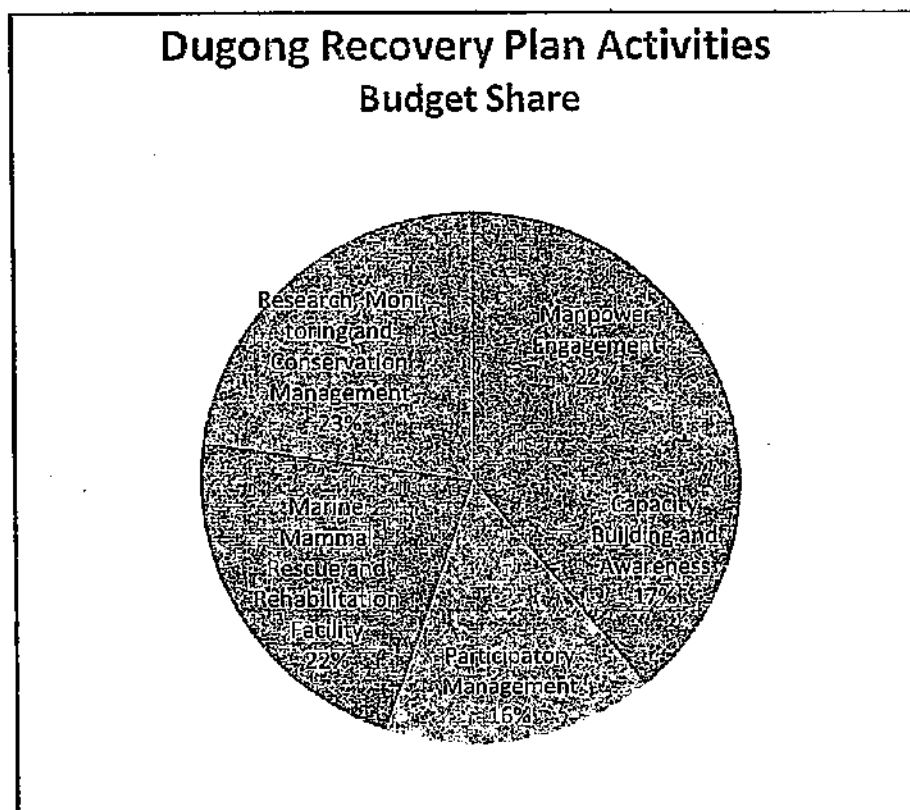 Dugong Recovery Plan Activities
Budget Share
Manpower
Engagement
22%
Capacity
Building and
Awareness
17%
Participatory
Management
16%
Marine
Mammal
Rescue and
Rehabilitation
Facility
22%
Research, Moni
toring and
Conservation
Management
23%